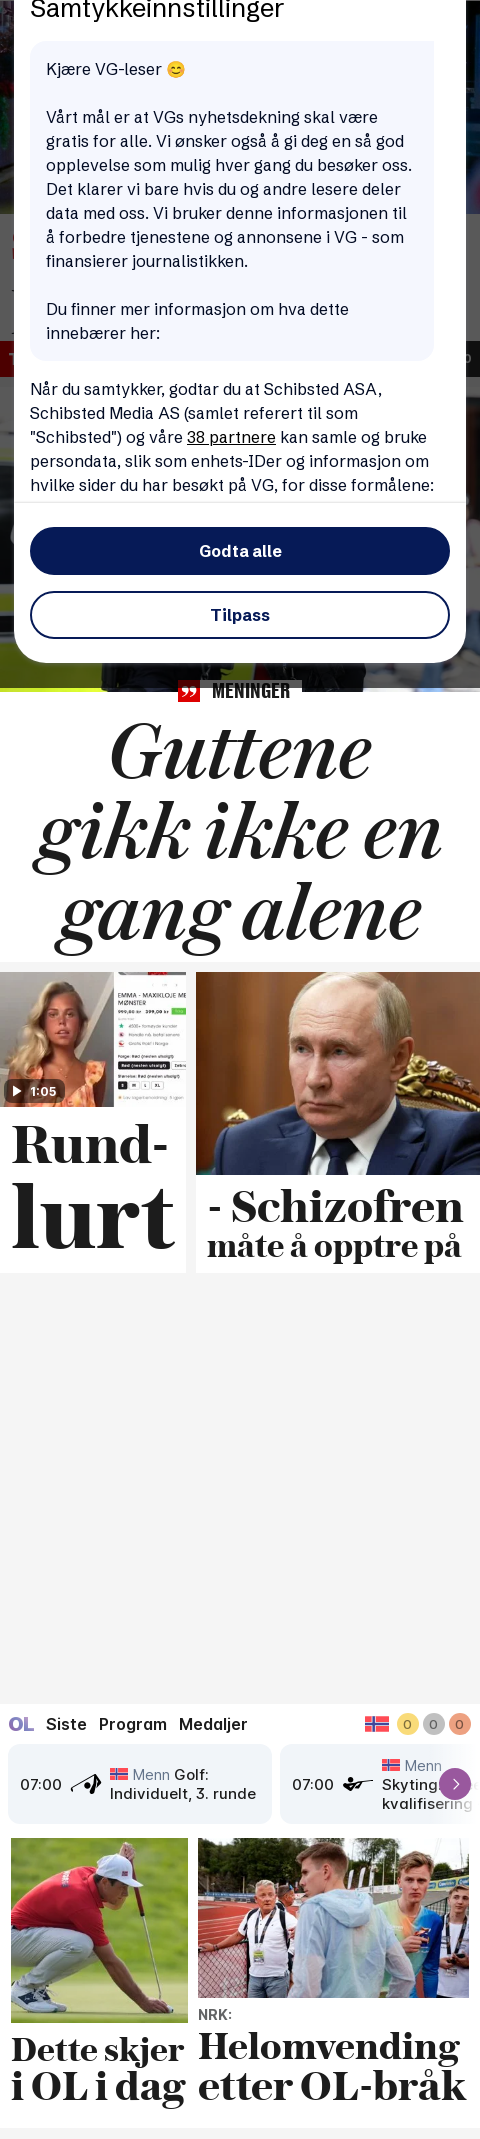 Samtykkeinnstillinger
Kjære VG-leser 😊
Vårt mål er at VGs nyhetsdekning skal være
gratis for alle. Vi ønsker også å gi deg en så god
opplevelse som mulig hver gang du besøker oss.
Det klarer vi bare hvis du og andre lesere deler
data med oss. Vi bruker denne informasjonen til
å forbedre tjenestene og annonsene i VG - som
finansierer journalistikken.
Du finner mer informasjon om hva dette
innebærer her:
Når du samtykker, godtar du at Schibsted ASA,
Schibsted Media AS (samlet referert til som
"Schibsted") og våre 38 partnere kan samle og bruke
persondata, slik som enhets-IDer og informasjon om
hvilke sider du har besøkt på VG, for disse formålene:
Godta alle
Tilpass
MENINGER
Guttene
gikk ikke en
gang alene
EMMA - MAXIKLOJE ME
MØNSTER
1:05
Rund-
lurt
- Schizofren
måte å opptre på
OL Siste Program Medaljer 0 0 0
07:00 Menn Golf:
Individuelt, 3. runde
07:00 Menn
Skyting
kvalifisering
NRK:
Dette skjer
i OL i dag
Helomvending
etter OL-bråk